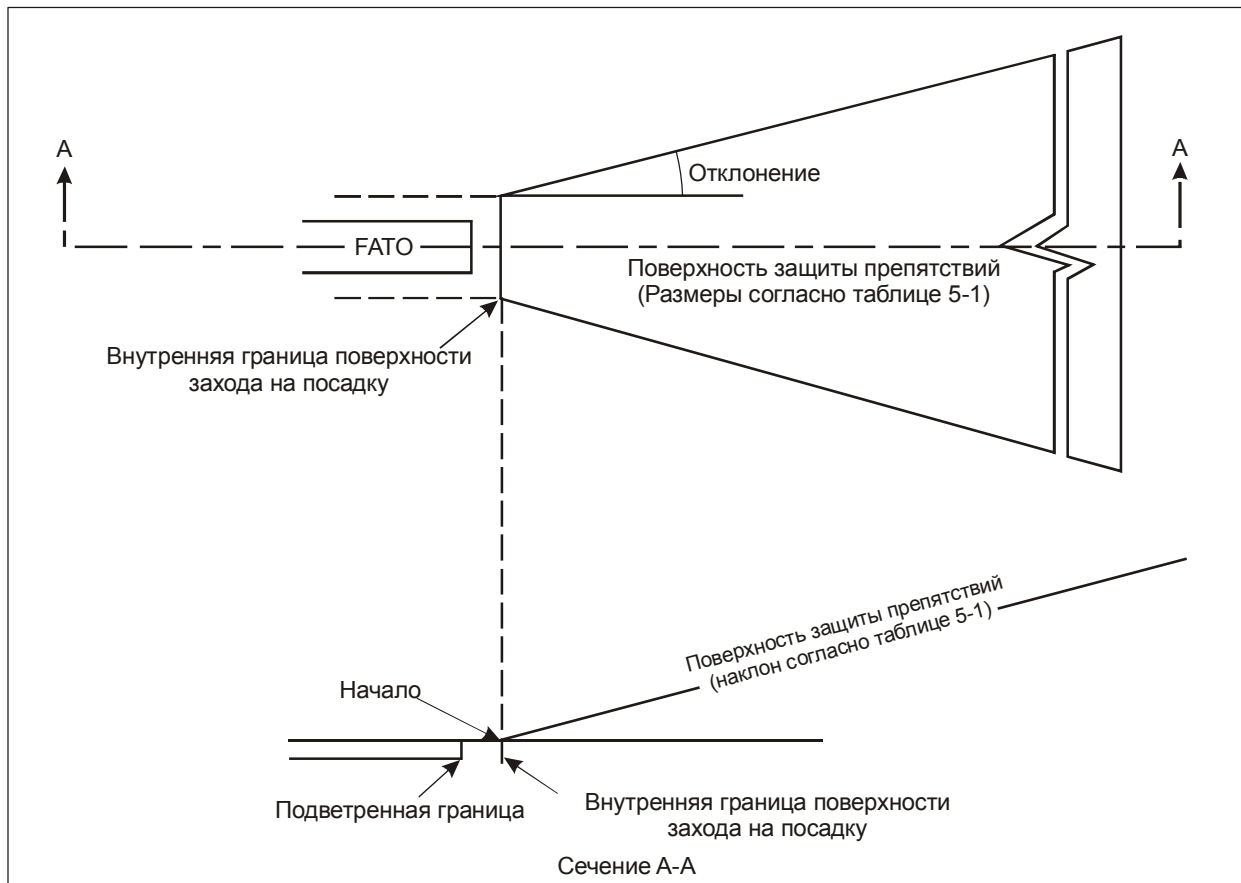 А
А
Отклонение
FATO
Поверхность защиты препятствий
(Размеры согласно таблице 5-1)
Внутренняя граница поверхности
захода на посадку
Поверхность защиты препятствий
(наклон согласно таблице 5-1)
Начало
Подветренная граница
Внутренняя граница поверхности
захода на посадку
Сечение А-А